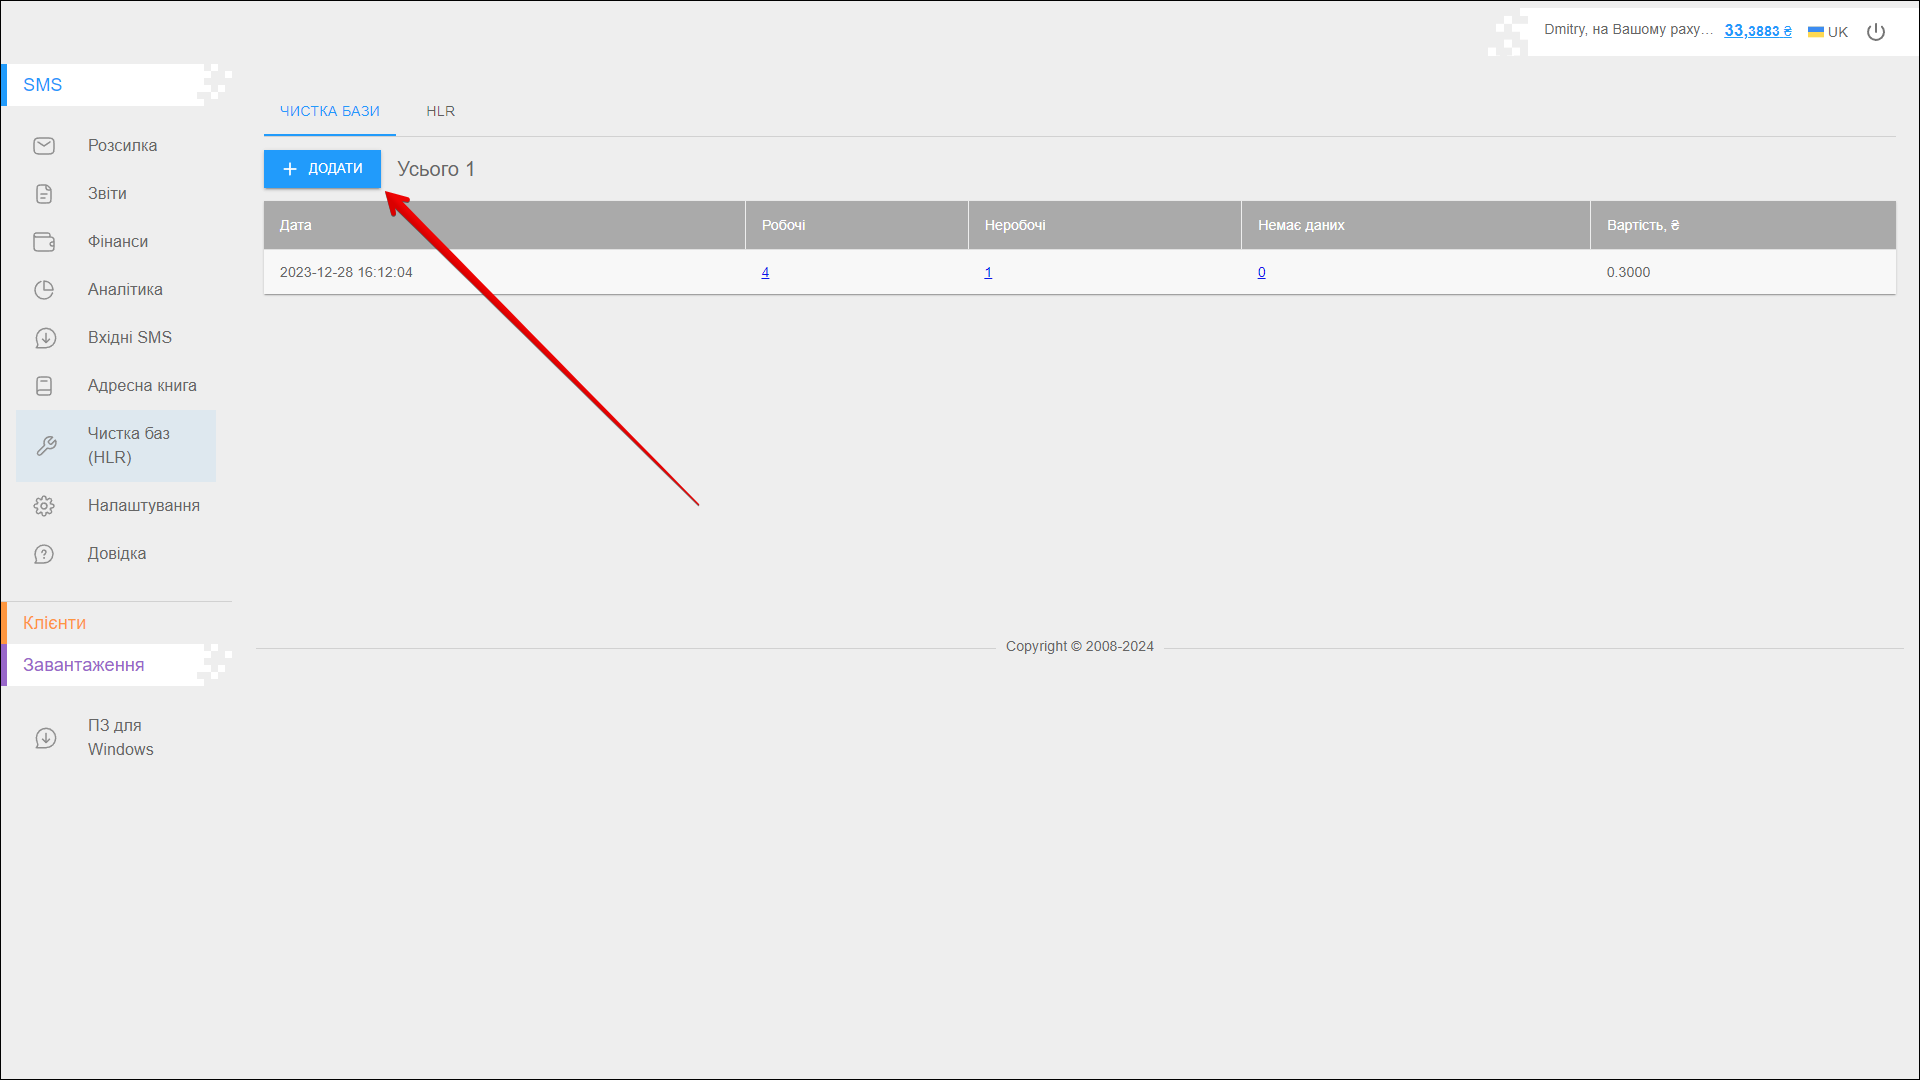 Dmitry, на Вашому раху... 33,3883 ₴ UK
SMS
Розсилка
Звіти
Фінанси
Аналітика
Вхідні SMS
Адресна книга
Чистка баз
(HLR)
Налаштування
Довідка
Клієнти
Завантаження
ПЗ для
Windows
ЧИСТКА БАЗИ HLR
ДОДАТИ Усього 1
Дата Робочі Неробочі Немає даних Вартість, ₴
2023-12-28 16:12:04 4 1 0 0.3000
Copyright © 2008-2024